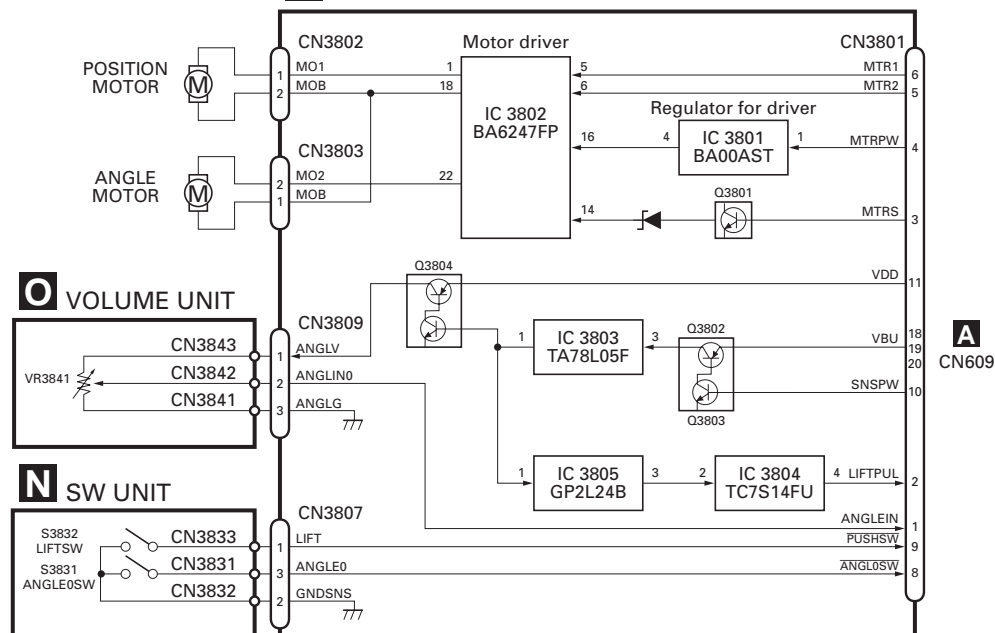 CN3802
Motor driver
CN3801
POSITION
MOTOR
M
1
MO1
1
2
MOB
18
IC 3802
BA6247FP
5
MTR1
6
6
MTR2
5
Regulator for driver
16
4
IC 3801
BA00AST
1
MTRPW
4
CN3803
ANGLE
MOTOR
M
2
MO2
22
1
MOB
Q3801
14
MTRS
3
Q3804
VDD
11
O VOLUME UNIT
CN3809
CN3843
1
ANGLV
VR3841
CN3842
2
ANGLIN0
CN3841
3
ANGLG
1
IC 3803
TA78L05F
3
Q3802
VBU
18
19
20
A
CN609
SNSPW
10
Q3803
1
IC 3805
GP2L24B
3
2
IC 3804
TC7S14FU
4
LIFTPUL
2
N SW UNIT
CN3807
ANGLEIN
1
S3832
LIFTSW
CN3833
1
LIFT
PUSHSW
9
S3831
ANGLE0SW
CN3831
3
ANGLE0
ANGL0SW
8
CN3832
2
GNDSNS